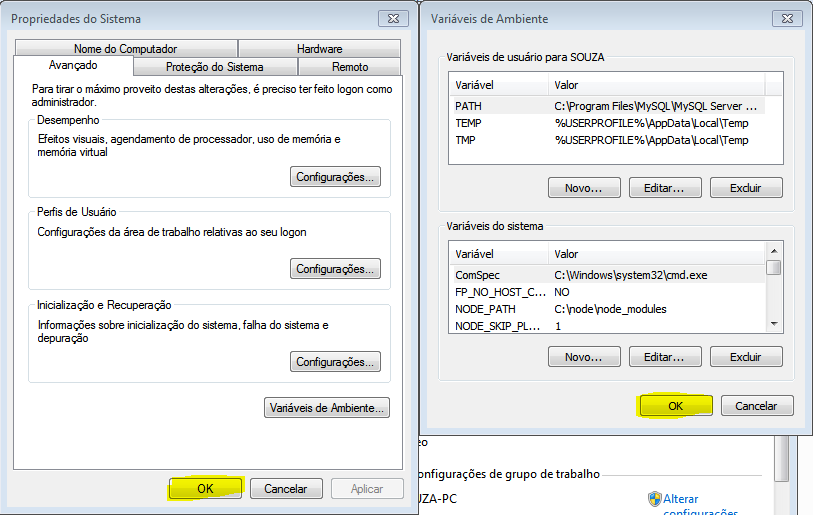 Propriedades do Sistema
Nome do Computador
Hardware
Avançado
Proteção do Sistema
Remoto
Para tirar o máximo proveito destas alterações, é preciso ter feito logon como
administrador.
Desempenho
Efeitos visuais, agendamento de processador, uso de memória e
memória virtual
Configurações...
Perfis de Usuário
Configurações da área de trabalho relativas ao seu logon
Configurações...
Inicialização e Recuperação
Informações sobre inicialização do sistema, falha do sistema e
depuração
Configurações...
Variáveis de Ambiente...
OK
Cancelar
Aplicar
Variáveis de Ambiente
Variáveis de usuário para SOUZA
Variável Valor
PATH C:\Program Files\MySQL\MySQL Server ...
TEMP %USERPROFILE%\AppData\Local\Temp
TMP %USERPROFILE%\AppData\Local\Temp
Novo...
Editar...
Excluir
Variáveis do sistema
Variável Valor
ComSpec C:\Windows\system32\cmd.exe
FP_NO_HOST_C... NO
NODE_PATH C:\node\node_modules
NODE_SKIP_PL... 1
Novo...
Editar...
Excluir
OK
Cancelar
eo
onfigurações de grupo de trabalho
UZA-PC
Alterar
configurações